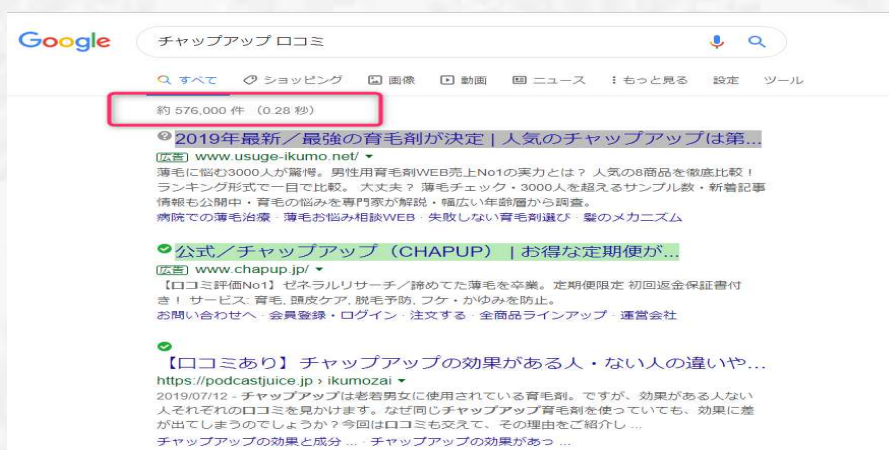 Google
チャップアップ 口コミ
すべて ショッピング 画像 動画 ニュース もっと見る 設定 ツール
約 576,000 件 （0.28 秒）
2019年最新／最強の育毛剤が決定 | 人気のチャップアップは第...
広告 www.usuge-ikumo.net/
薄毛に悩む3000人が驚愕。男性用育毛剤WEB売上No1の実力とは？ 人気の8商品を徹底比較！
ランキング形式で一目で比較。 大丈夫？ 薄毛チェック・3000人を超えるサンプル数・新着記事
情報も公開中・育毛の悩みを専門家が解説・幅広い年齢層から調査。
病院での薄毛治療 · 薄毛お悩み相談WEB · 失敗しない育毛剤選び · 髪のメカニズム
公式／チャップアップ（CHAPUP） | お得な定期便が...
広告 www.chapup.jp/
【口コミ評価No1】ゼネラルリサーチ／諦めてた薄毛を卒業。定期便限定 初回返金保証書付
き！ サービス: 育毛, 頭皮ケア, 脱毛予防, フケ・かゆみを防止。
お問い合わせへ · 会員登録・ログイン · 注文する · 全商品ラインアップ · 運営会社
【口コミあり】チャップアップの効果がある人・ない人の違いや...
https://podcastjuice.jp › ikumozai
2019/07/12 - チャップアップは老若男女に使用されている育毛剤。ですが、効果がある人ない
人それぞれの口コミを見かけます。なぜ同じチャップアップ育毛剤を使っていても、効果に差
が出てしまうのでしょうか？今回は口コミも交えて、その理由をご紹介し ...
チャップアップの効果と成分 ... · チャップアップの効果があっ ...